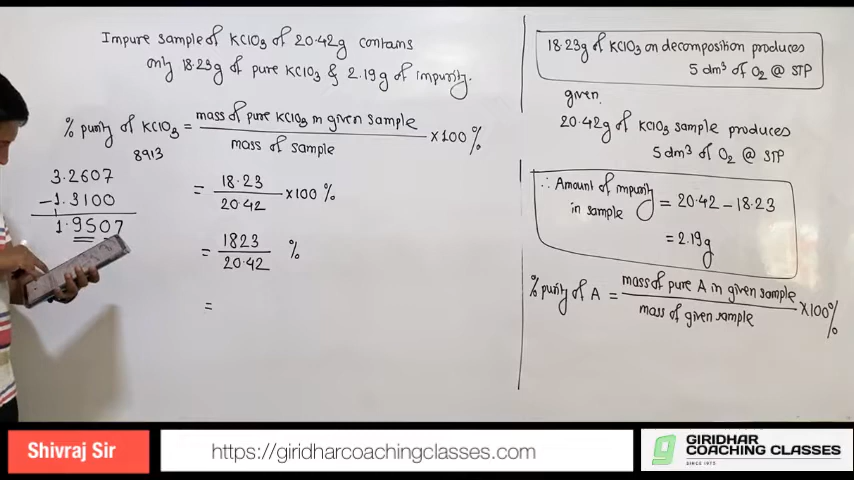 Impure sample of KClO3 of 20.42g contains
only 18.23g of pure KClO3 & 2.19g of impurity.
% purity of KClO3 = mass of pure KClO3 in given sample / mass of sample ×100%
8913
3.2607
-1.3100
1.9507
= 18.23 / 20.42 ×100%
= 1823 / 20.42 %
=
18.23g of KClO3 on decomposition produces
5 dm³ of O2 @ STP
given,
20.42g of KClO3 sample produces
5 dm³ of O2 @ STP
∴ Amount of impurity in sample = 20.42 - 18.23
= 2.19g
% purity of A = mass of pure A in given sample / mass of given sample ×100%
Shivraj Sir
https://giridharcoachingclasses.com
GIRIDHAR
COACHING CLASSES
SINCE 1975